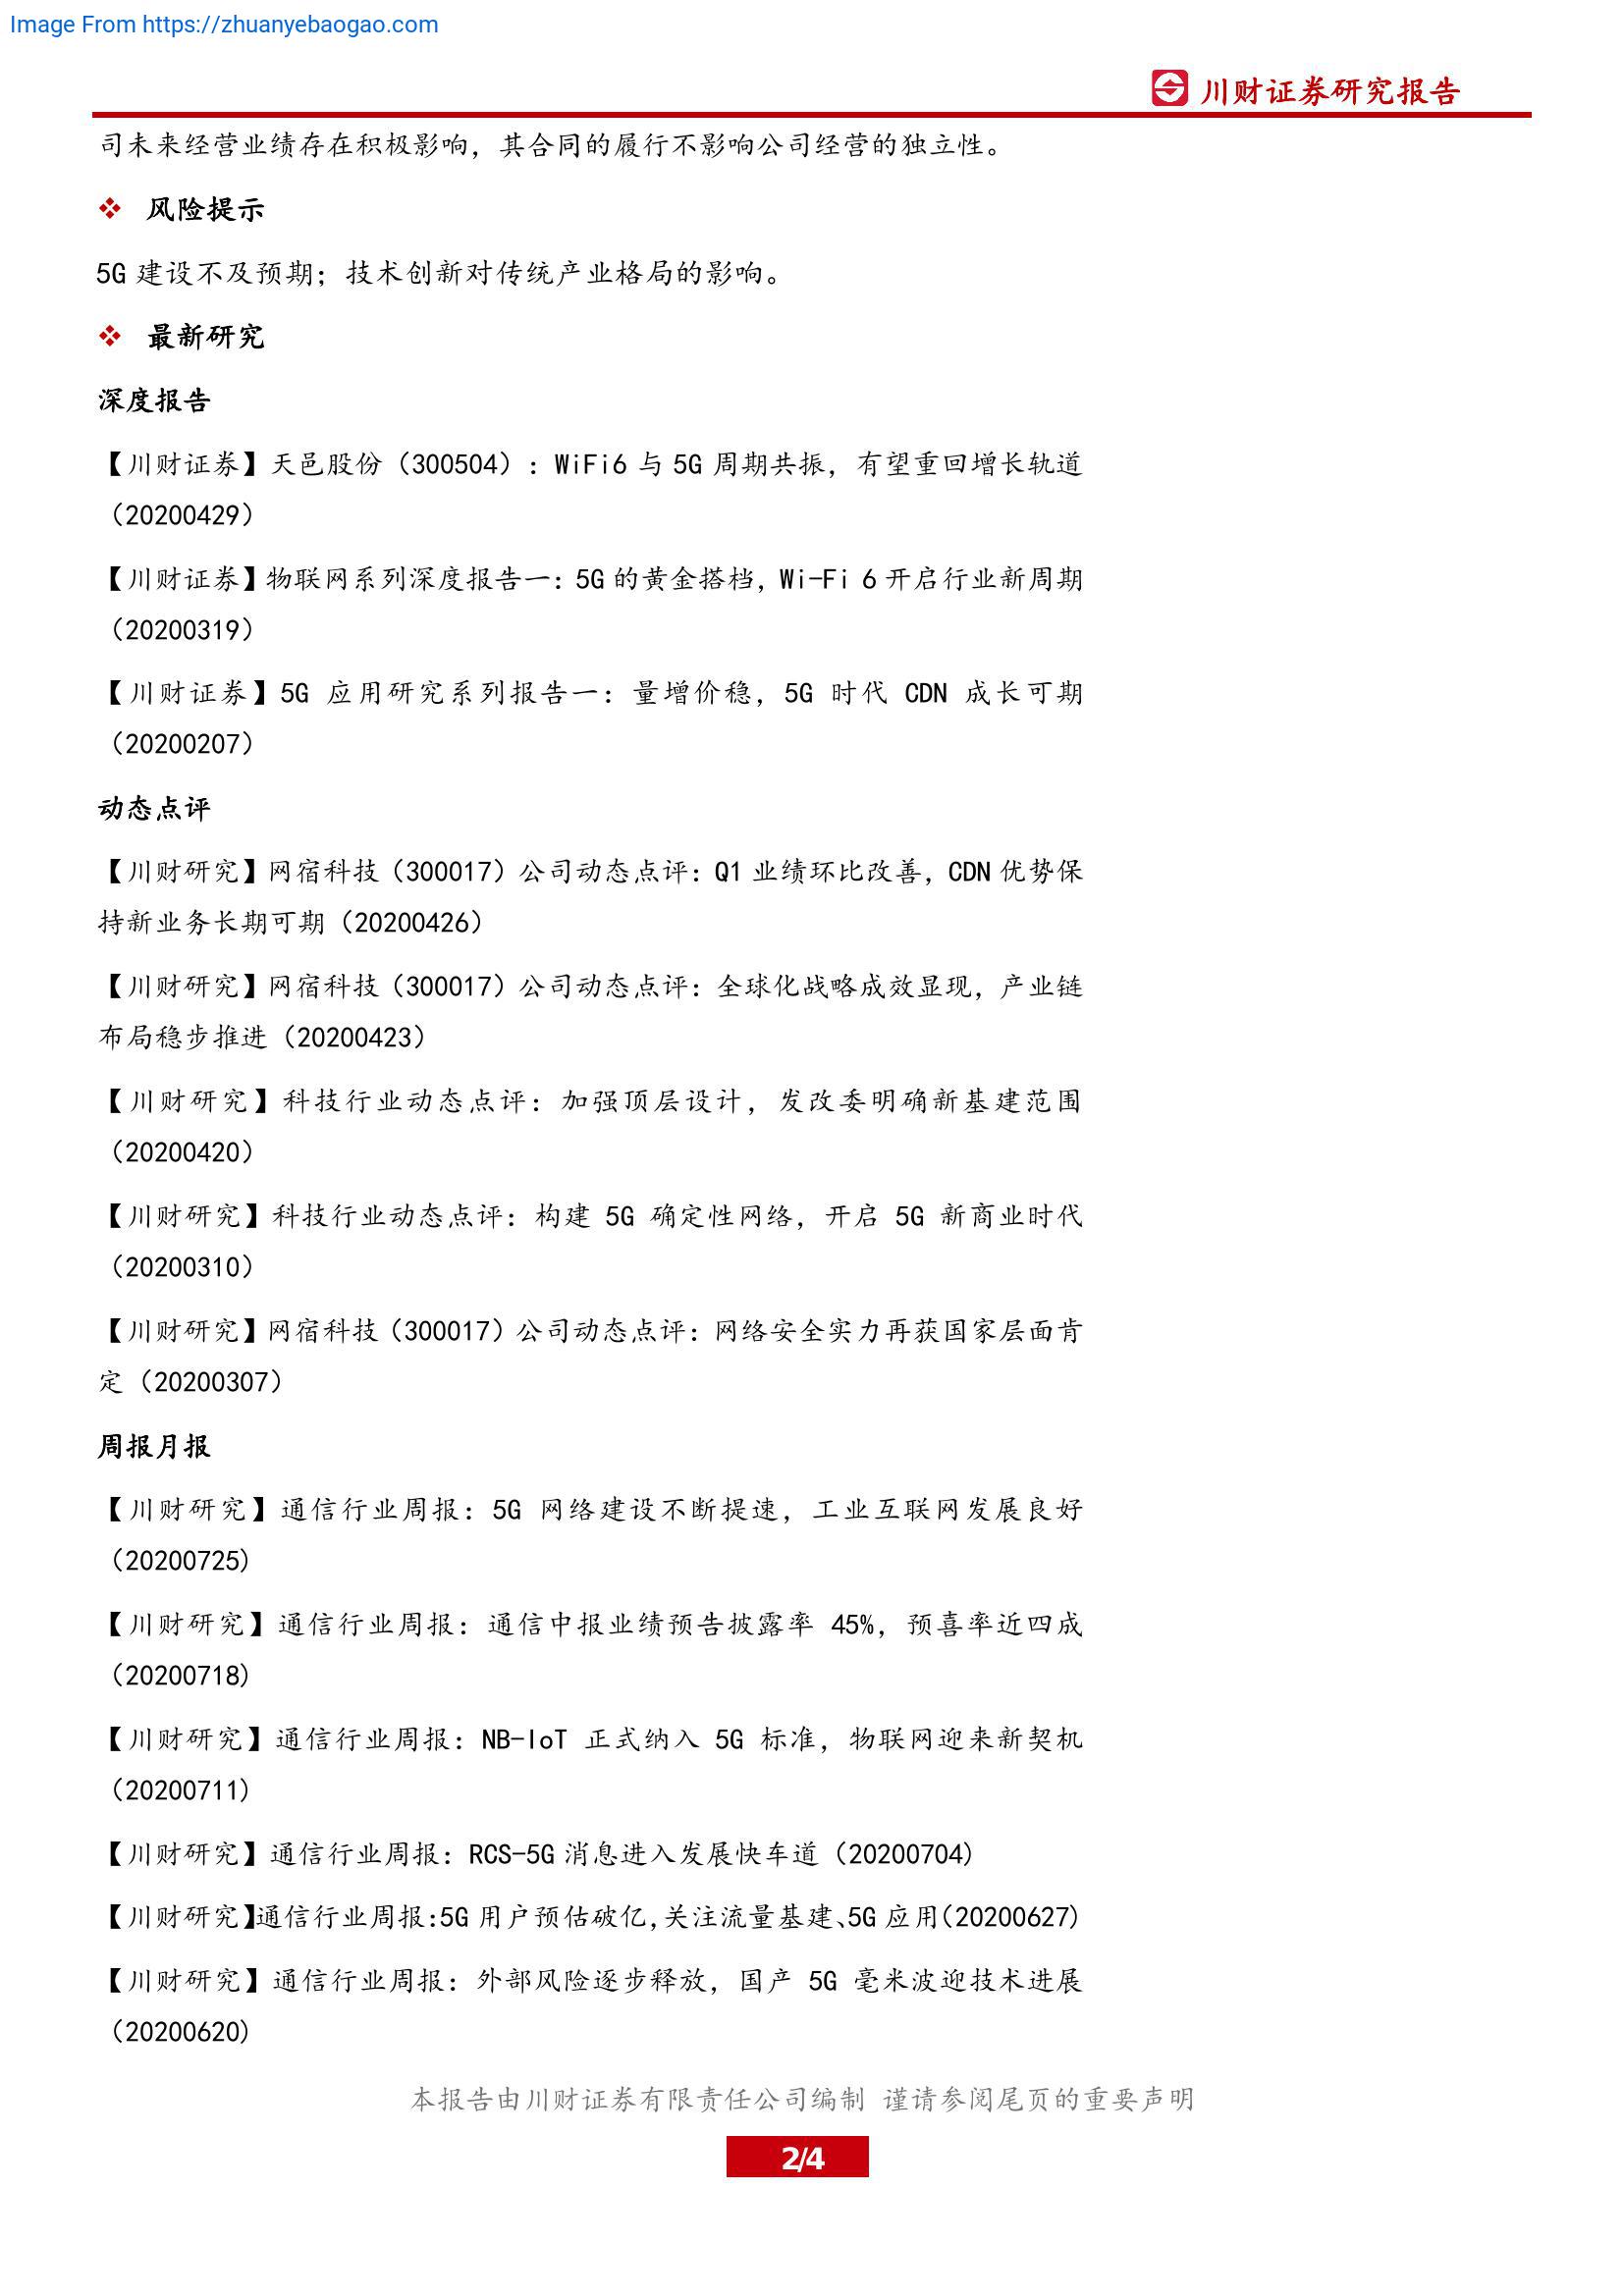 Image From https://zhuanyebaogao.com
川财证券研究报告
司未来经营业绩存在积极影响，其合同的履行不影响公司经营的独立性。
❖ 风险提示
5G 建设不及预期；技术创新对传统产业格局的影响。
❖ 最新研究
深度报告
【川财证券】天邑股份（300504）：WiFi6 与 5G 周期共振，有望重回增长轨道
（20200429）
【川财证券】物联网系列深度报告一：5G 的黄金搭档，Wi-Fi 6 开启行业新周期
（20200319）
【川财证券】5G 应用研究系列报告一：量增价稳，5G 时代 CDN 成长可期
（20200207）
动态点评
【川财研究】网宿科技（300017）公司动态点评：Q1 业绩环比改善，CDN 优势保
持新业务长期可期（20200426）
【川财研究】网宿科技（300017）公司动态点评：全球化战略成效显现，产业链
布局稳步推进（20200423）
【川财研究】科技行业动态点评：加强顶层设计，发改委明确新基建范围
（20200420）
【川财研究】科技行业动态点评：构建 5G 确定性网络，开启 5G 新商业时代
（20200310）
【川财研究】网宿科技（300017）公司动态点评：网络安全实力再获国家层面肯
定（20200307）
周报月报
【川财研究】通信行业周报：5G 网络建设不断提速，工业互联网发展良好
（20200725)
【川财研究】通信行业周报：通信中报业绩预告披露率 45%，预喜率近四成
（20200718)
【川财研究】通信行业周报：NB-IoT 正式纳入 5G 标准，物联网迎来新契机
（20200711)
【川财研究】通信行业周报：RCS-5G 消息进入发展快车道（20200704)
【川财研究】通信行业周报：5G 用户预估破亿，关注流量基建、5G 应用（20200627)
【川财研究】通信行业周报：外部风险逐步释放，国产 5G 毫米波迎技术进展
（20200620)
本报告由川财证券有限责任公司编制 谨请参阅尾页的重要声明
2/4